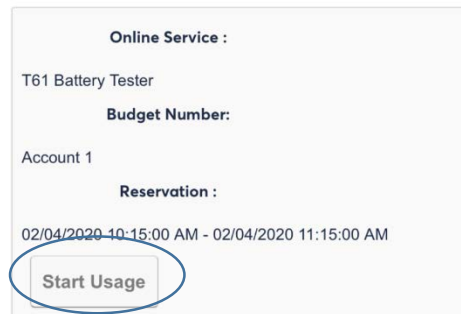 Online Service :
T61 Battery Tester
Budget Number:
Account 1
Reservation :
02/04/2020 10:15:00 AM - 02/04/2020 11:15:00 AM
Start Usage